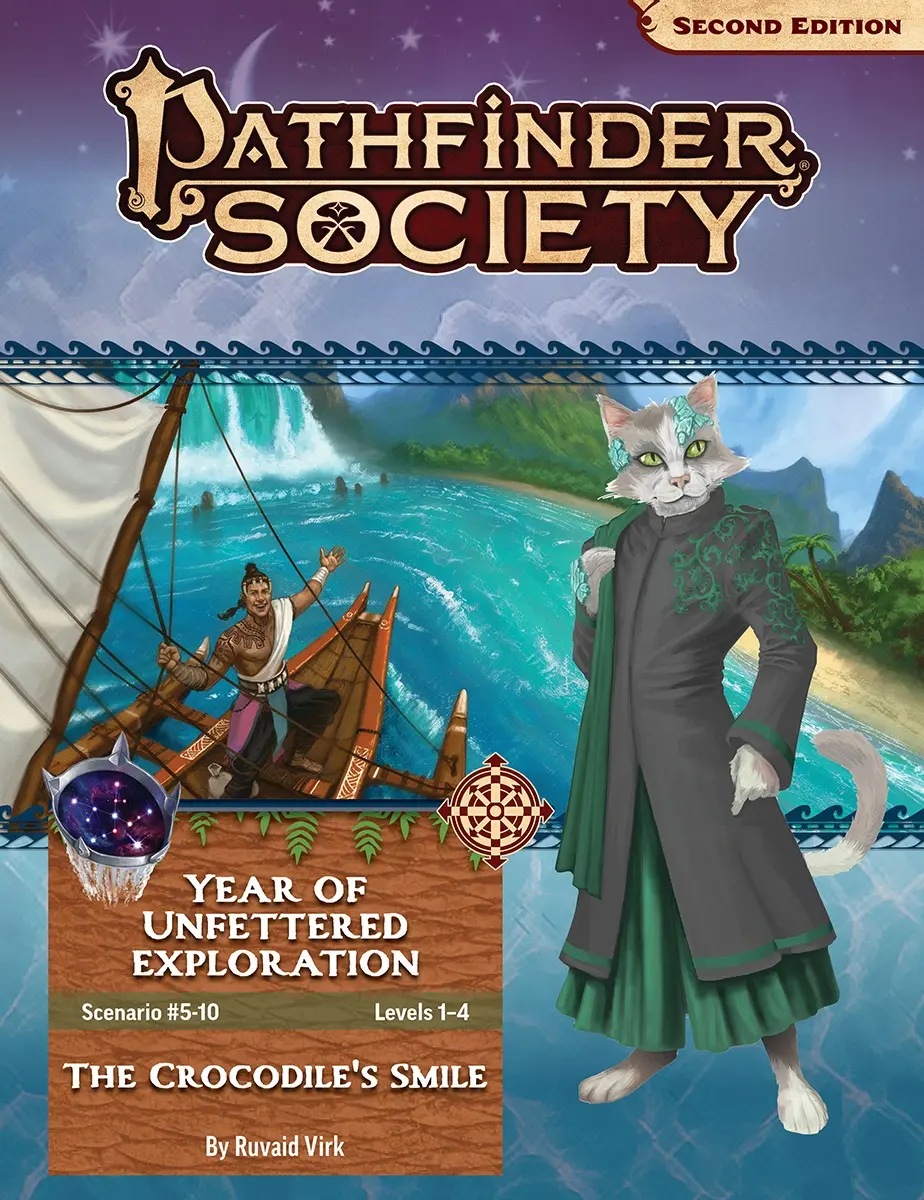 Second Edition
Pathfinder
Society
®
Year of
Unfettered
Exploration
Scenario #5-10 Levels 1–4
The Crocodile's Smile
By Ruvaid Virk